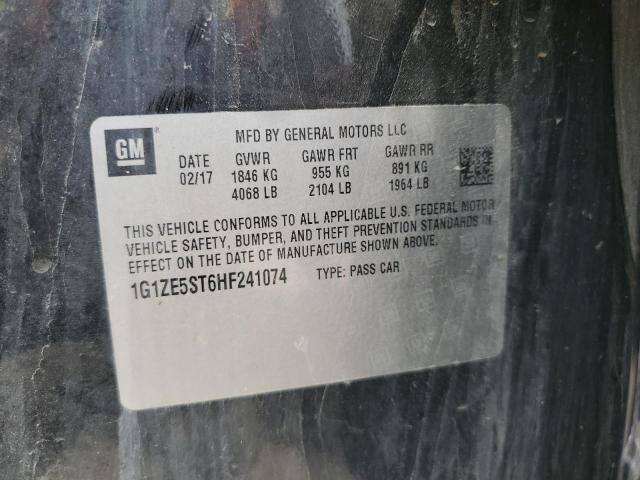 GM ®
MFD BY GENERAL MOTORS LLC
DATE GVWR GAWR FRT GAWR RR
02/17 1846 KG 955 KG 891 KG
4068 LB 2104 LB 1964 LB
THIS VEHICLE CONFORMS TO ALL APPLICABLE U.S. FEDERAL MOTOR
VEHICLE SAFETY, BUMPER, AND THEFT PREVENTION STANDARDS IN
EFFECT ON THE DATE OF MANUFACTURE SHOWN ABOVE.
1G1ZE5ST6HF241074 TYPE: PASS CAR